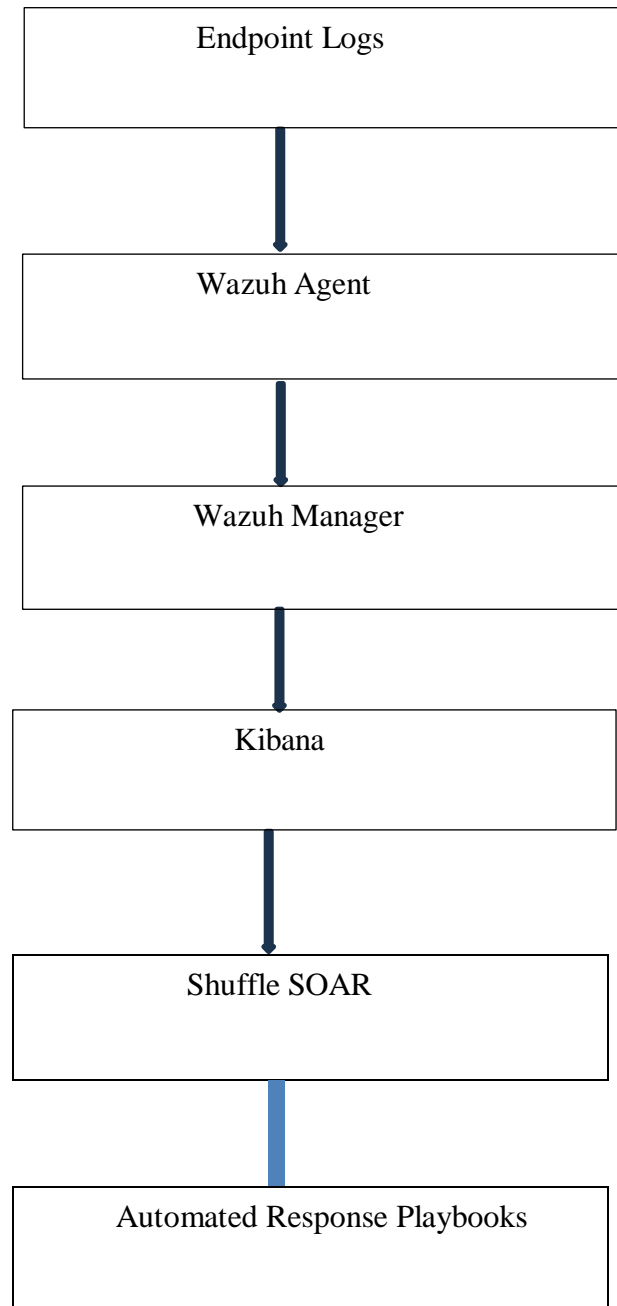 Endpoint Logs
Wazuh Agent
Wazuh Manager
Kibana
Shuffle SOAR
Automated Response Playbooks